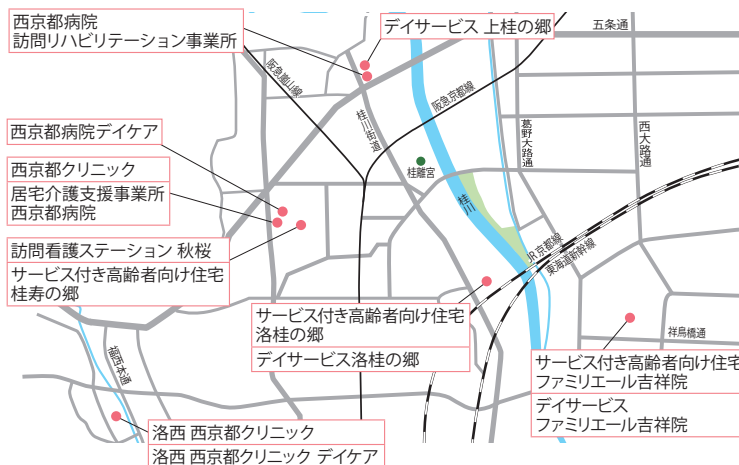 西京都病院
訪問リハビリテーション事業所
デイサービス 上桂の郷
五条通
阪急嵐山線
阪急京都線
桂川街道
葛野大路通
西大路通
西京都病院デイケア
桂離宮
西京都クリニック
居宅介護支援事業所
西京都病院
桂川
訪問看護ステーション 秋桜
サービス付き高齢者向け住宅
桂寿の郷
JR京都線
東海道新幹線
サービス付き高齢者向け住宅
洛桂の郷
デイサービス洛桂の郷
祥鳥橋通
サービス付き高齢者向け住宅
ファミリエール吉祥院
デイサービス
ファミリエール吉祥院
福西本通
洛西 西京都クリニック
洛西 西京都クリニック デイケア